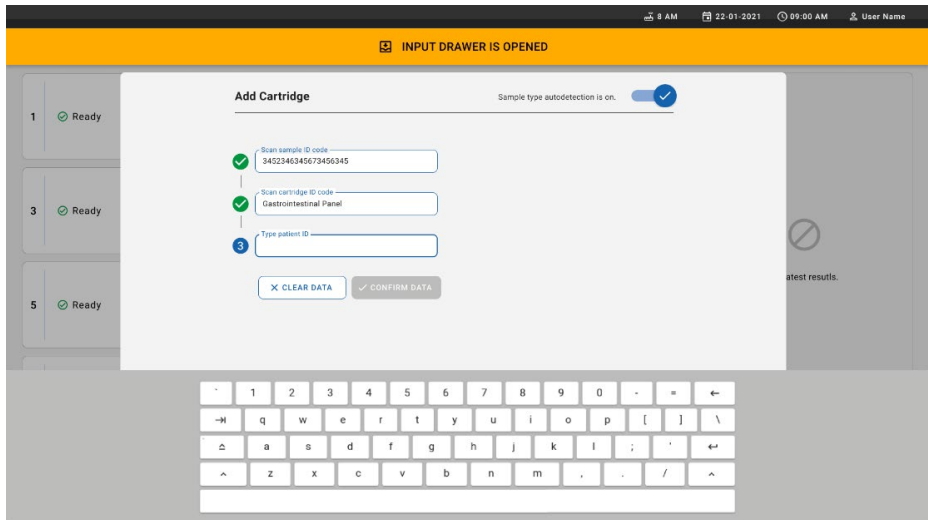 8 AM 22-01-2021 09:00 AM User Name
INPUT DRAWER IS OPENED
Add Cartridge Sample type autodetection is on.
1 Ready
Scan sample ID code
3452346345673456345
Scan cartridge ID code
Gastrointestinal Panel
3 Ready
3 Type patient ID
atest resutls.
CLEAR DATA CONFIRM DATA
5 Ready
` 1 2 3 4 5 6 7 8 9 0 - =
q w e r t y u i o p [ ] \
a s d f g h j k l ; '
z x c v b n m , . /